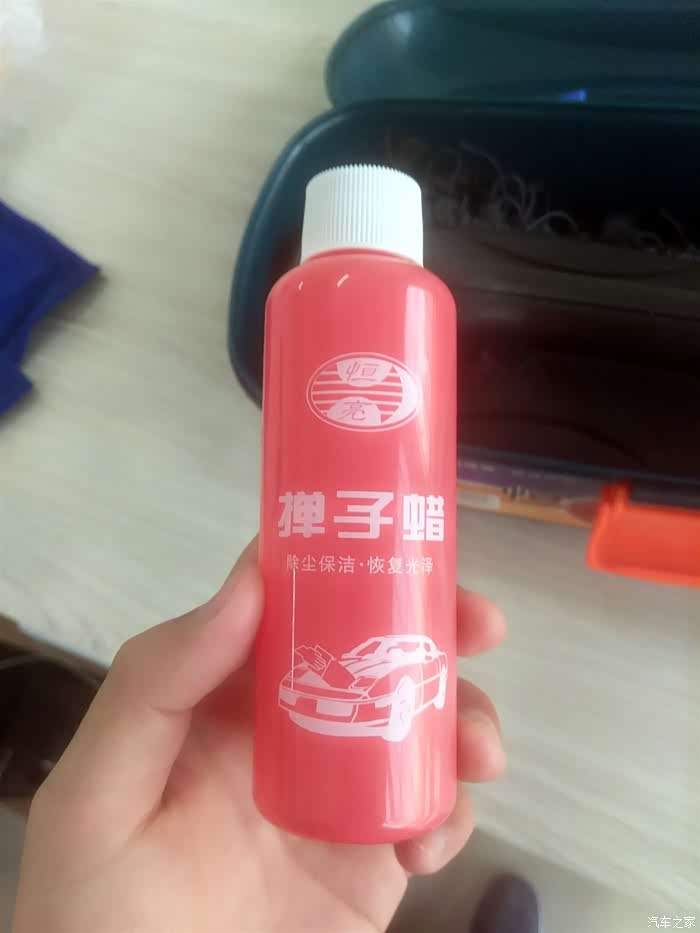 恒
亮
掸子蜡
除尘保洁·恢复光泽
汽车之家